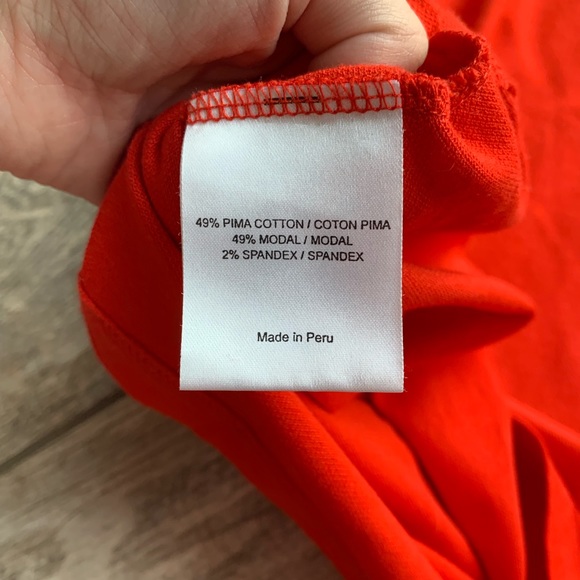 49% PIMA COTTON / COTON PIMA
49% MODAL / MODAL
2% SPANDEX / SPANDEX
Made in Peru